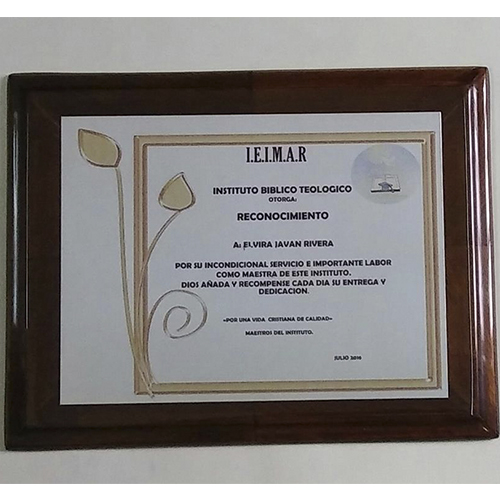 I.E.I.M.A.R
INSTITUTO BIBLICO TEOLOGICO
OTORGA:
RECONOCIMIENTO
A: ELVIRA JAVAN RIVERA
POR SU INCONDICIONAL SERVICIO E IMPORTANTE LABOR
COMO MAESTRA DE ESTE INSTITUTO.
DIOS AÑADA Y RECOMPENSE CADA DIA SU ENTREGA Y
DEDICACION.
«POR UNA VIDA CRISTIANA DE CALIDAD»
MAESTROS DEL INSTITUTO.
JULIO